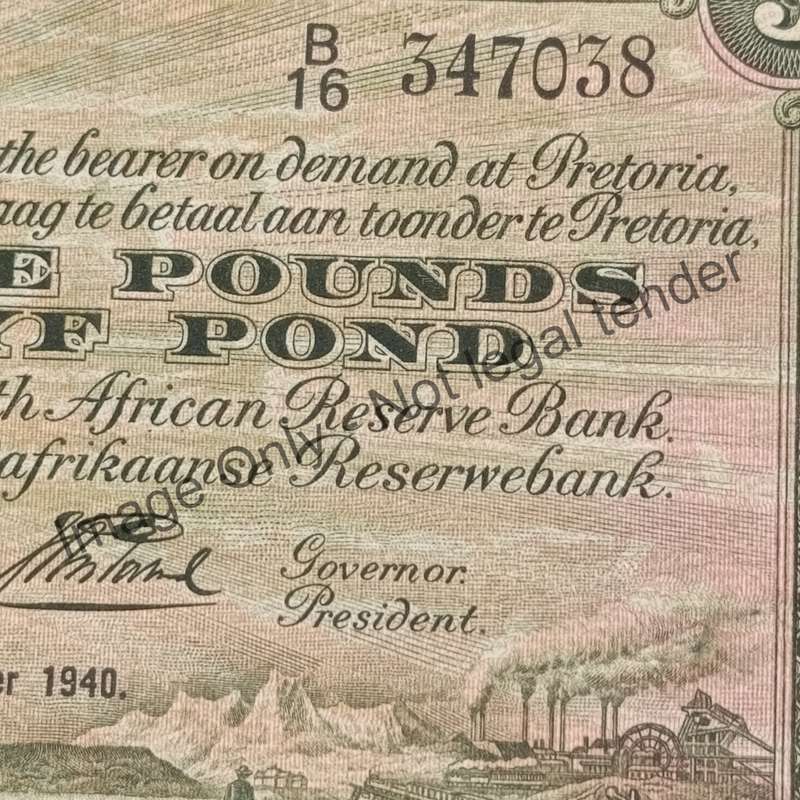 B
16 347038
the bearer on demand at Pretoria,
aag te betaal aan toonder te Pretoria,
E POUNDS
YF POND
th African Reserve Bank.
afrikaanse Reserwebank.
Governor.
President.
er 1940.
Image Only - Not legal tender